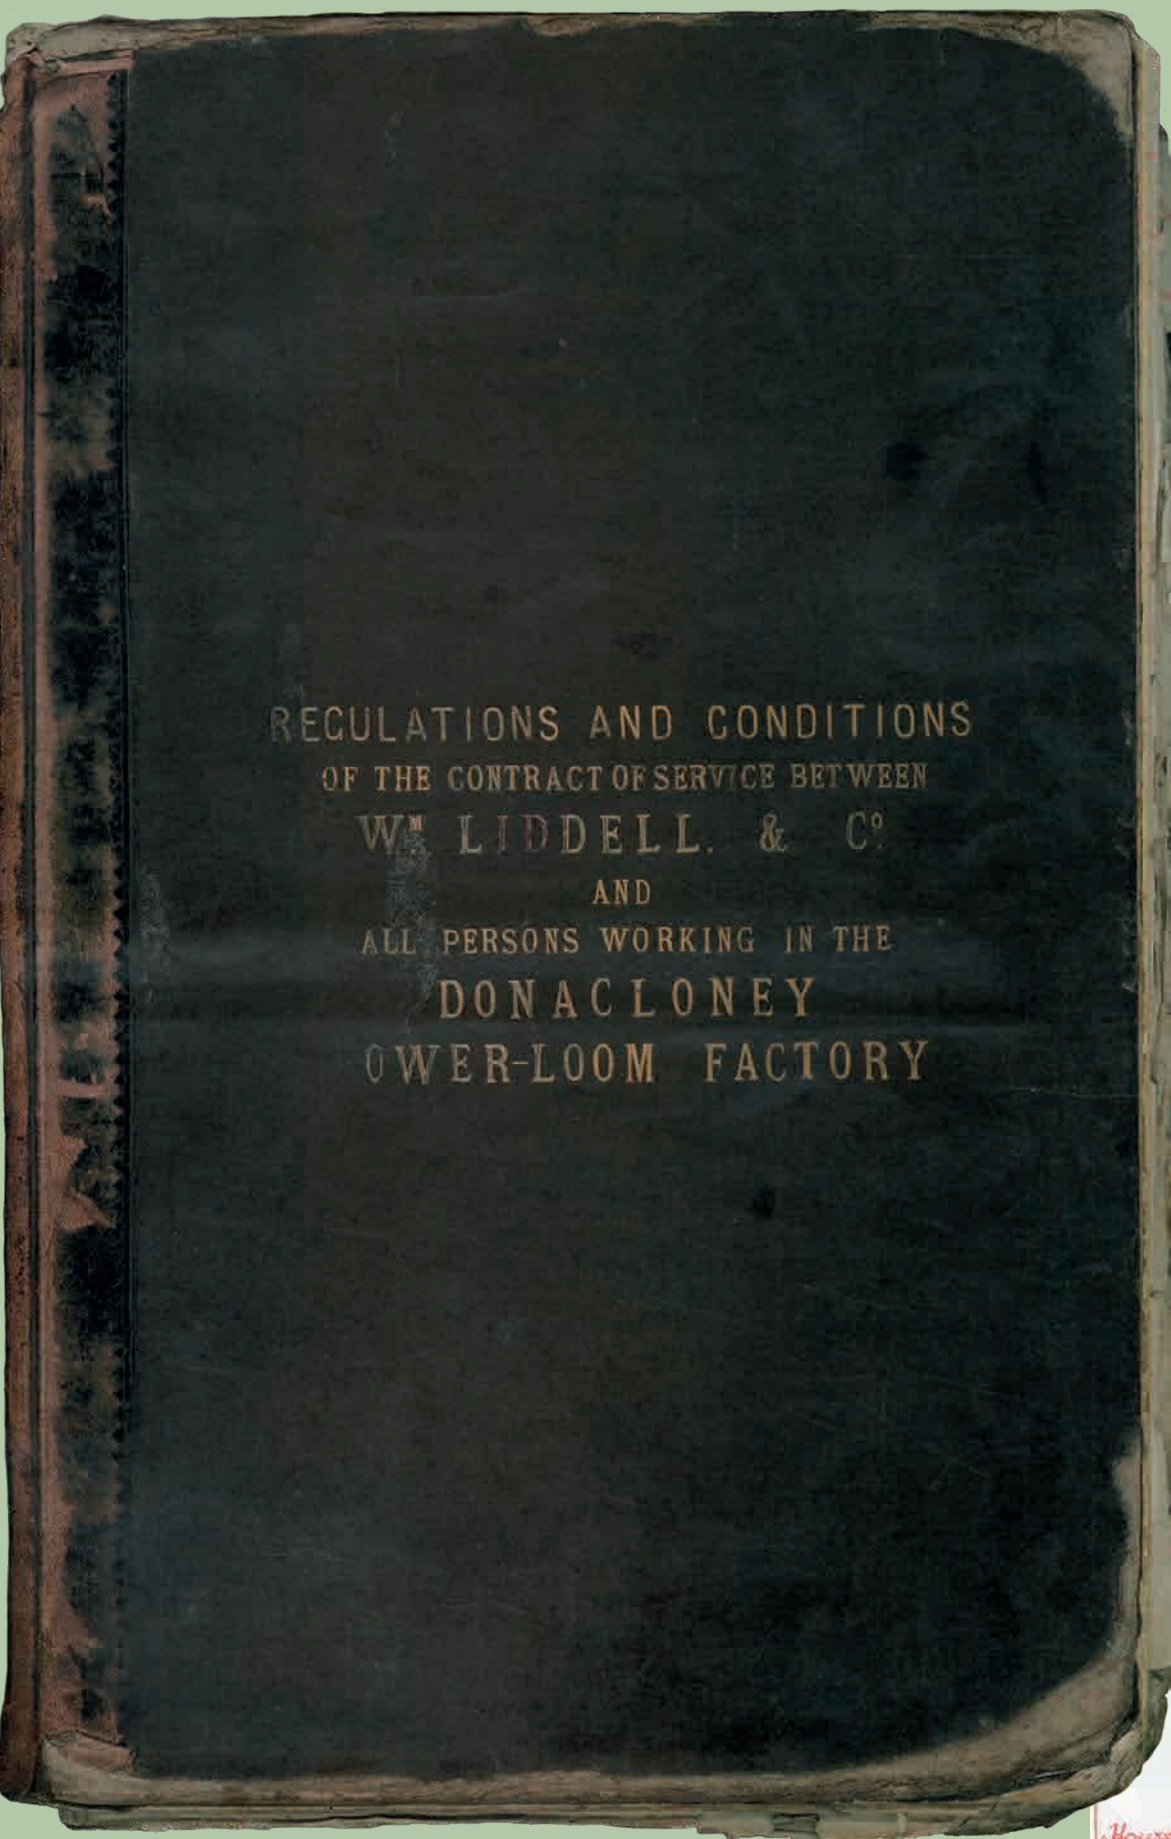 REGULATIONS AND CONDITIONS
OF THE CONTRACT OF SERVICE BETWEEN
Wᴹ LIDDELL. & Cº.
AND
ALL PERSONS WORKING IN THE
DONACLONEY
OWER-LOOM FACTORY